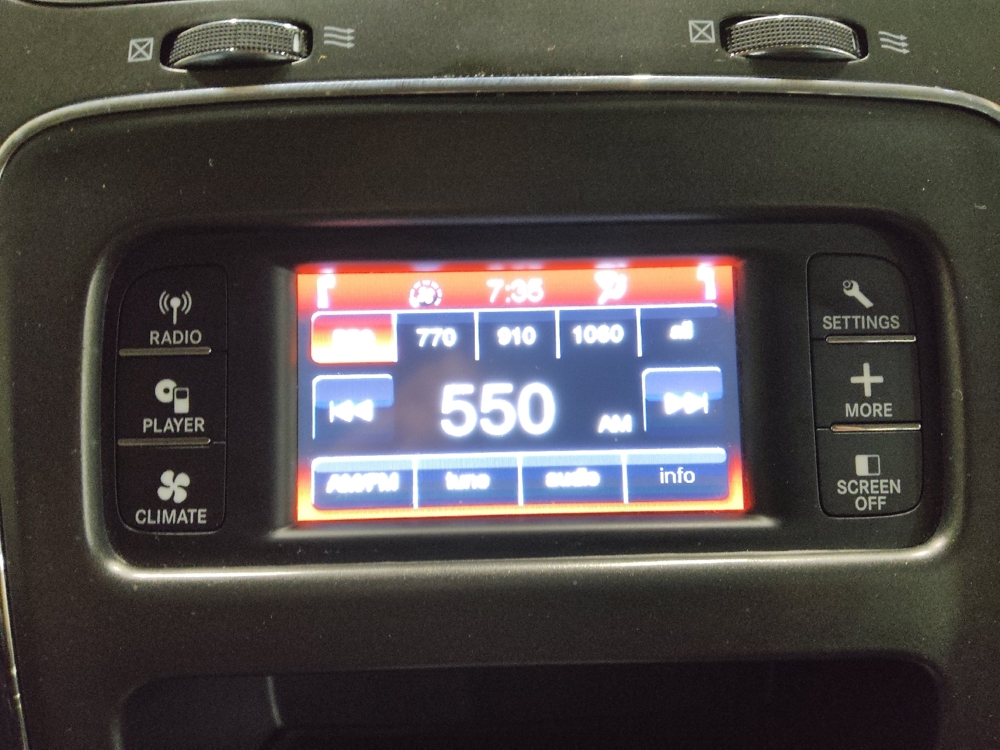 7:35
550 770 910 1060 all
550 AM
AM/FM tune audio info
RADIO
PLAYER
CLIMATE
SETTINGS
MORE
SCREEN
OFF